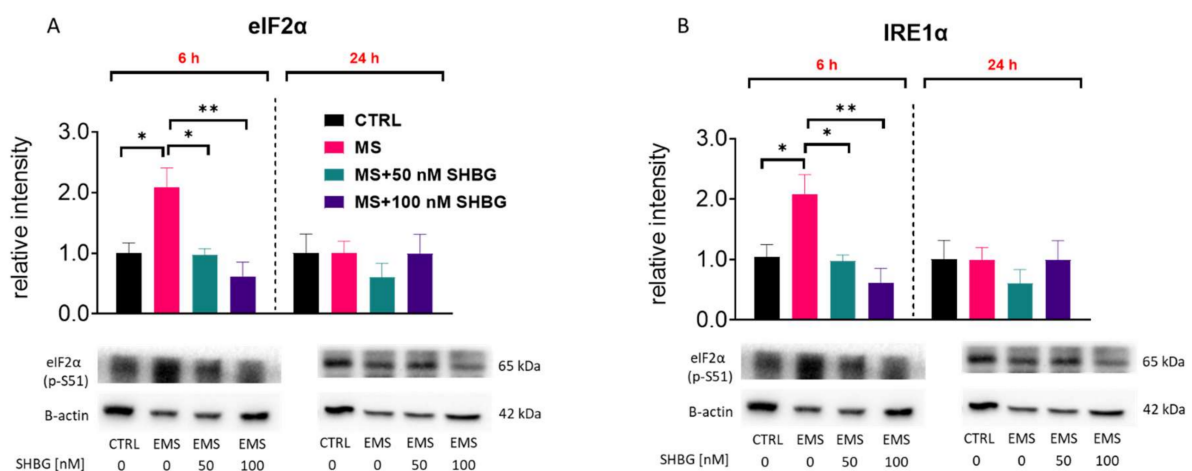 A
eIF2α
6 h
24 h
relative intensity
3.0
2.0
1.0
0.0
*
*
**
CTRL
MS
MS+50 nM SHBG
MS+100 nM SHBG
eIF2α
(p-S51)
65 kDa
B-actin
42 kDa
CTRL EMS EMS EMS CTRL EMS EMS EMS
SHBG [nM] 0 0 50 100 0 0 50 100
B
IRE1α
6 h
24 h
relative intensity
3.0
2.0
1.0
0.0
*
*
**
eIF2α
(p-S51)
65 kDa
B-actin
42 kDa
CTRL EMS EMS EMS CTRL EMS EMS EMS
SHBG [nM] 0 0 50 100 0 0 50 100